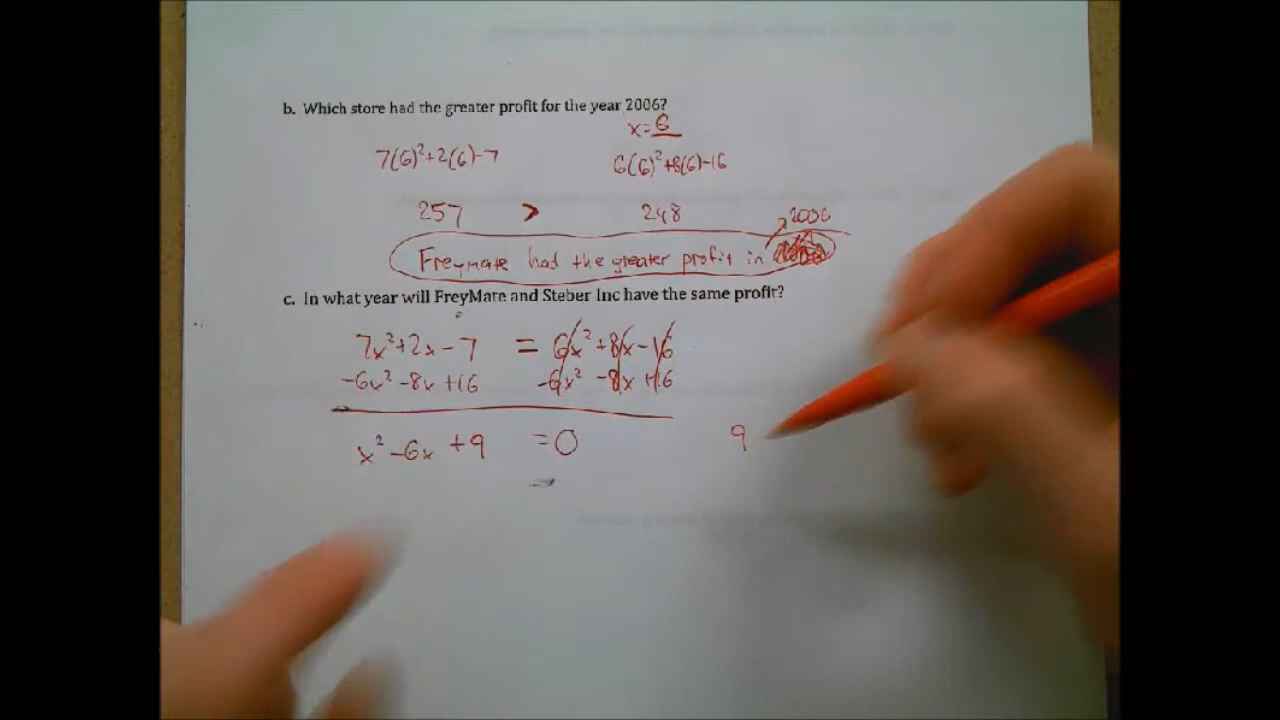 b. Which store had the greater profit for the year 2006?
x=6
7(6)²+2(6)-7 6(6)²+8(6)-16
257 > 248
2006
Freymate had the greater profit in
c. In what year will FreyMate and Steber Inc have the same profit?
7x²+2x-7 = 6x²+8x-16
-6x²-8x+16 -6x²-8x+16
x²-6x+9 =0 9